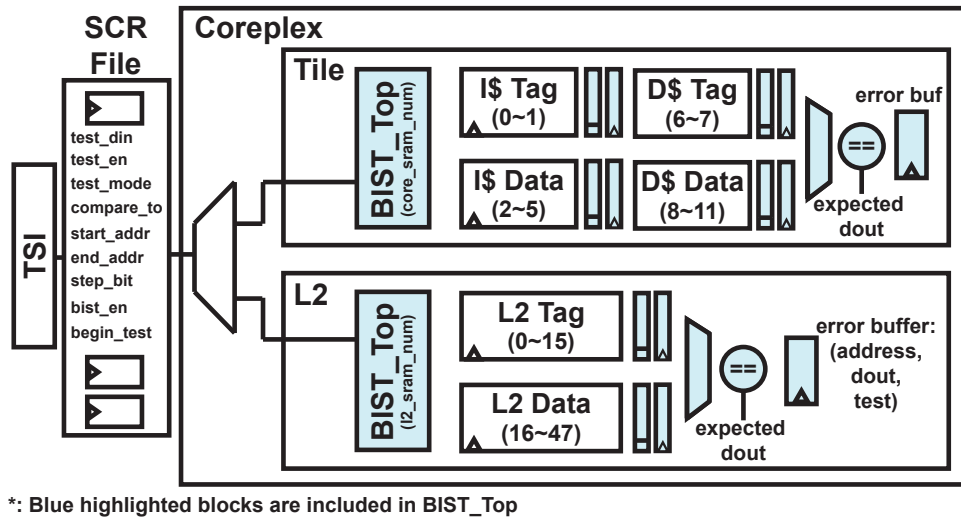 SCR
File
test_din
test_en
test_mode
compare_to
start_addr
end_addr
step_bit
bist_en
begin_test
TSI
Coreplex
Tile
BIST_Top
(core_sram_num)
I$ Tag
(0~1)
D$ Tag
(6~7)
I$ Data
(2~5)
D$ Data
(8~11)
==
error buf
expected
dout
L2
BIST_Top
(l2_sram_num)
L2 Tag
(0~15)
L2 Data
(16~47)
==
expected
dout
error buffer:
(address,
dout,
test)
*: Blue highlighted blocks are included in BIST_Top